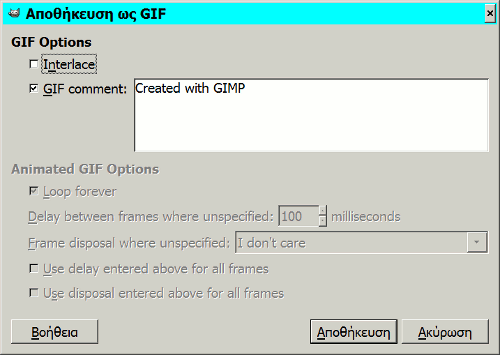 Αποθήκευση ως GIF
GIF Options
Interlace
GIF comment: Created with GIMP
Animated GIF Options
Loop forever
Delay between frames where unspecified: 100 milliseconds
Frame disposal where unspecified: I don't care
Use delay entered above for all frames
Use disposal entered above for all frames
Βοήθεια Αποθήκευση Ακύρωση